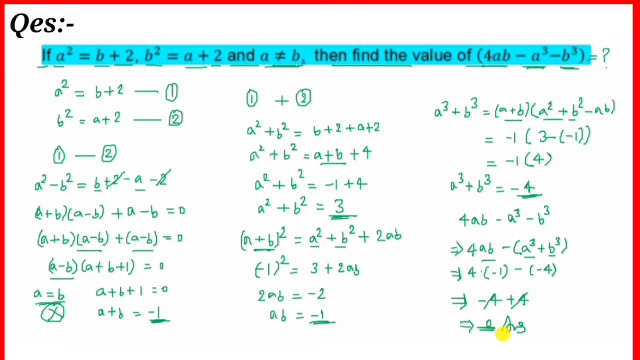 Qes:-
If a² = b + 2, b² = a + 2 and a ≠ b, then find the value of (4ab − a³ − b³) = ?
a² = b+2 — ①
b² = a+2 — ②
① — ②
a² − b² = b + 2 − a − 2
(a+b)(a−b) + a − b = 0
(a+b)(a−b) + (a−b) = 0
(a−b)(a+b+1) = 0
a = b a+b+1 = 0
Ⓧ a+b = −1
① + ②
a² + b² = b+2+a+2
a² + b² = a+b+4
a² + b² = −1+4
a² + b² = 3
(a+b)² = a² + b² + 2ab
(−1)² = 3 + 2ab
2ab = −2
ab = −1
a³ + b³ = (a+b)(a² + b² − ab)
= −1 (3 − (−1))
= −1 (4)
a³ + b³ = −4
4ab − a³ − b³
⇒ 4ab − (a³ + b³)
⇒ 4·(−1) − (−4)
⇒ −4 + 4
⇒ 0 Ans